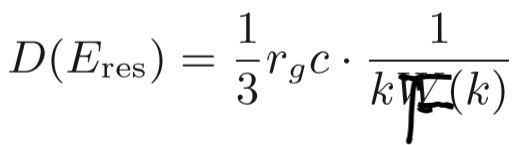 D(E_res) = 1/3 r_g c · 1/(k F(k))